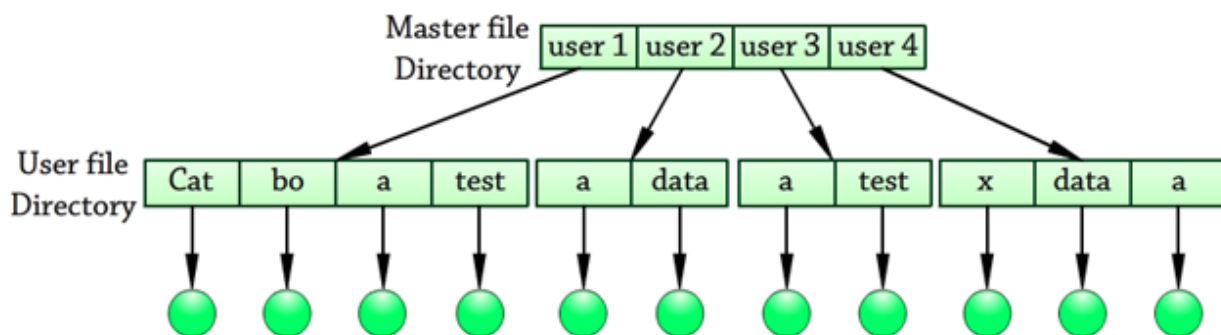 Master file
Directory
user 1 user 2 user 3 user 4
User file
Directory
Cat bo a test a data a test x data a